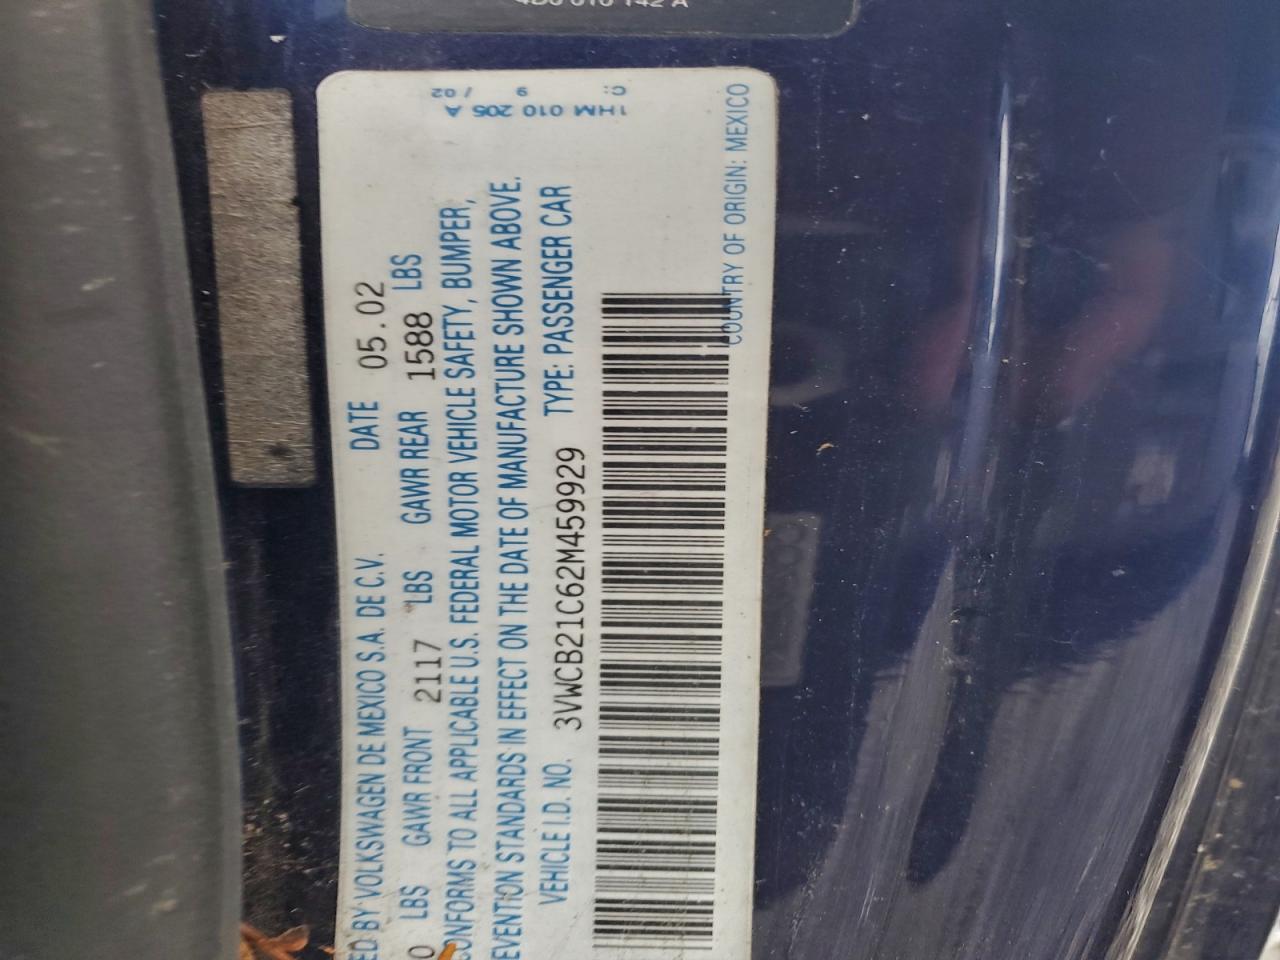 1HM 010 205 A
C: 9 / 02
ED BY VOLKSWAGEN DE MEXICO S.A. DE C.V. DATE 05.02
0 LBS GAWR FRONT 2117 LBS GAWR REAR 1588 LBS
CONFORMS TO ALL APPLICABLE U.S. FEDERAL MOTOR VEHICLE SAFETY, BUMPER,
EVENTION STANDARDS IN EFFECT ON THE DATE OF MANUFACTURE SHOWN ABOVE.
VEHICLE I.D. NO. 3VWCB21C62M459929 TYPE: PASSENGER CAR
COUNTRY OF ORIGIN: MEXICO